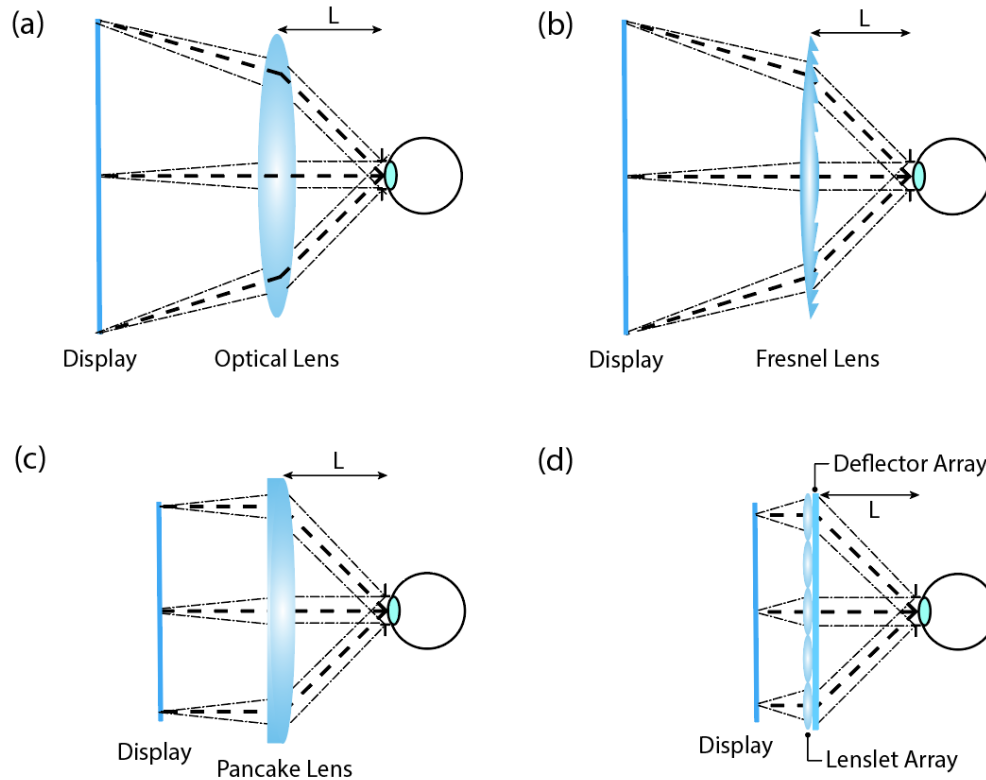 (a)
L
Display
Optical Lens
(b)
L
Display
Fresnel Lens
(c)
L
Display
Pancake Lens
(d)
Deflector Array
L
Display
Lenslet Array